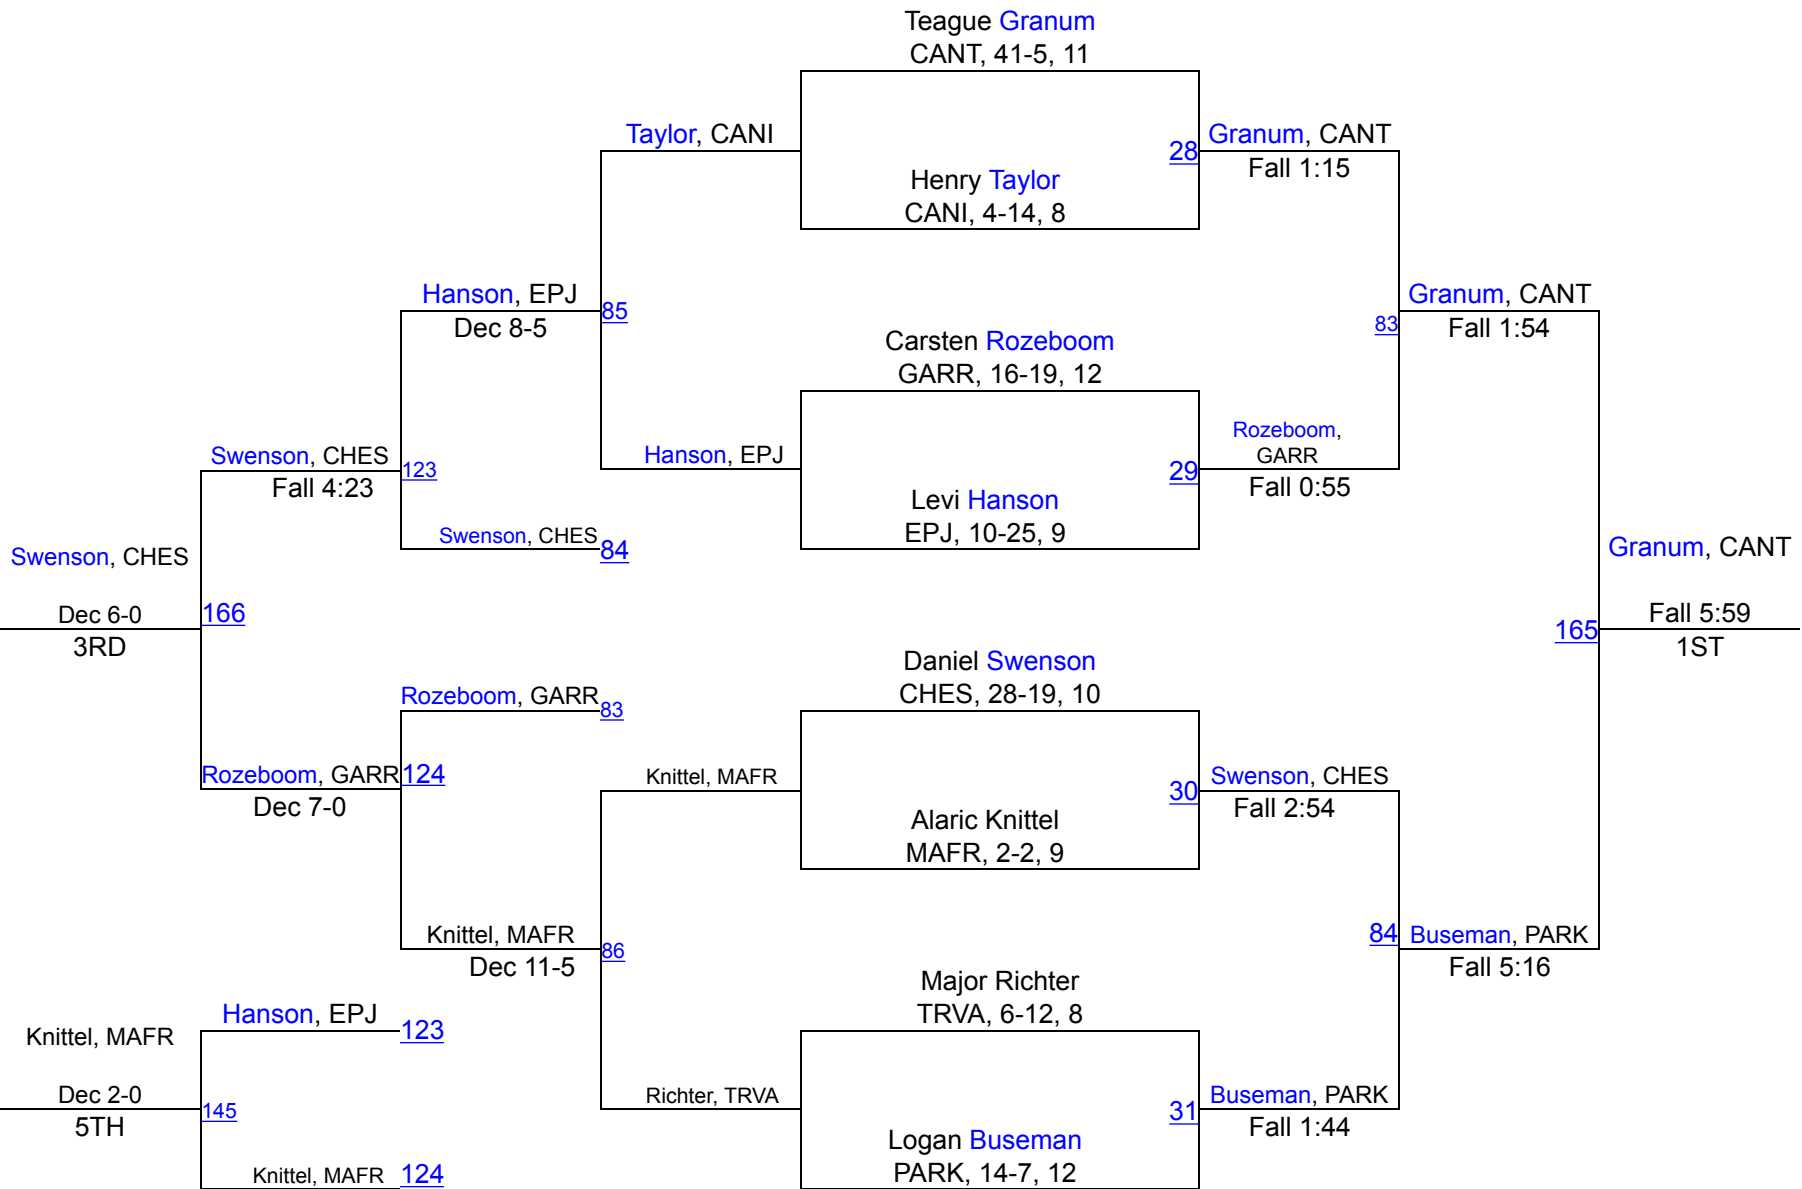 Teague Granum
CANT, 41-5, 11
Taylor, CANI
28
Granum, CANT
Fall 1:15
Henry Taylor
CANI, 4-14, 8
Hanson, EPJ
Dec 8-5
85
Granum, CANT
Fall 1:54
83
Carsten Rozeboom
GARR, 16-19, 12
Swenson, CHES
Fall 4:23
123
Hanson, EPJ
29
Rozeboom,
GARR
Fall 0:55
Levi Hanson
EPJ, 10-25, 9
Swenson, CHES
84
Swenson, CHES
Dec 6-0
3RD
166
Granum, CANT
Fall 5:59
1ST
165
Daniel Swenson
CHES, 28-19, 10
Rozeboom, GARR
83
Rozeboom, GARR
Dec 7-0
124
Knittel, MAFR
30
Swenson, CHES
Fall 2:54
Alaric Knittel
MAFR, 2-2, 9
Knittel, MAFR
Dec 11-5
86
84
Buseman, PARK
Fall 5:16
Major Richter
TRVA, 6-12, 8
Hanson, EPJ
123
Knittel, MAFR
Dec 2-0
5TH
145
Richter, TRVA
31
Buseman, PARK
Fall 1:44
Logan Buseman
PARK, 14-7, 12
Knittel, MAFR
124